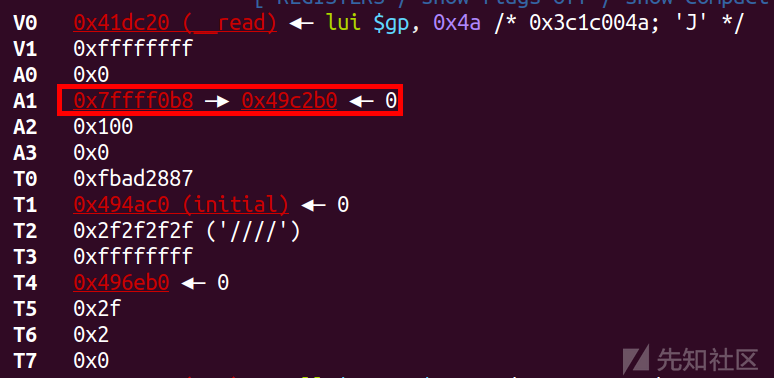 [ REGISTERS / show-flags off / show-compact
V0 0x41dc20 (__read) ◂— lui $gp, 0x4a /* 0x3c1c004a; 'J' */
V1 0xffffffff
A0 0x0
A1 0x7ffff0b8 —▸ 0x49c2b0 ◂— 0
A2 0x100
A3 0x0
T0 0xfbad2887
T1 0x494ac0 (initial) ◂— 0
T2 0x2f2f2f2f ('////')
T3 0xffffffff
T4 0x496eb0 ◂— 0
T5 0x2f
T6 0x2
T7 0x0
先知社区